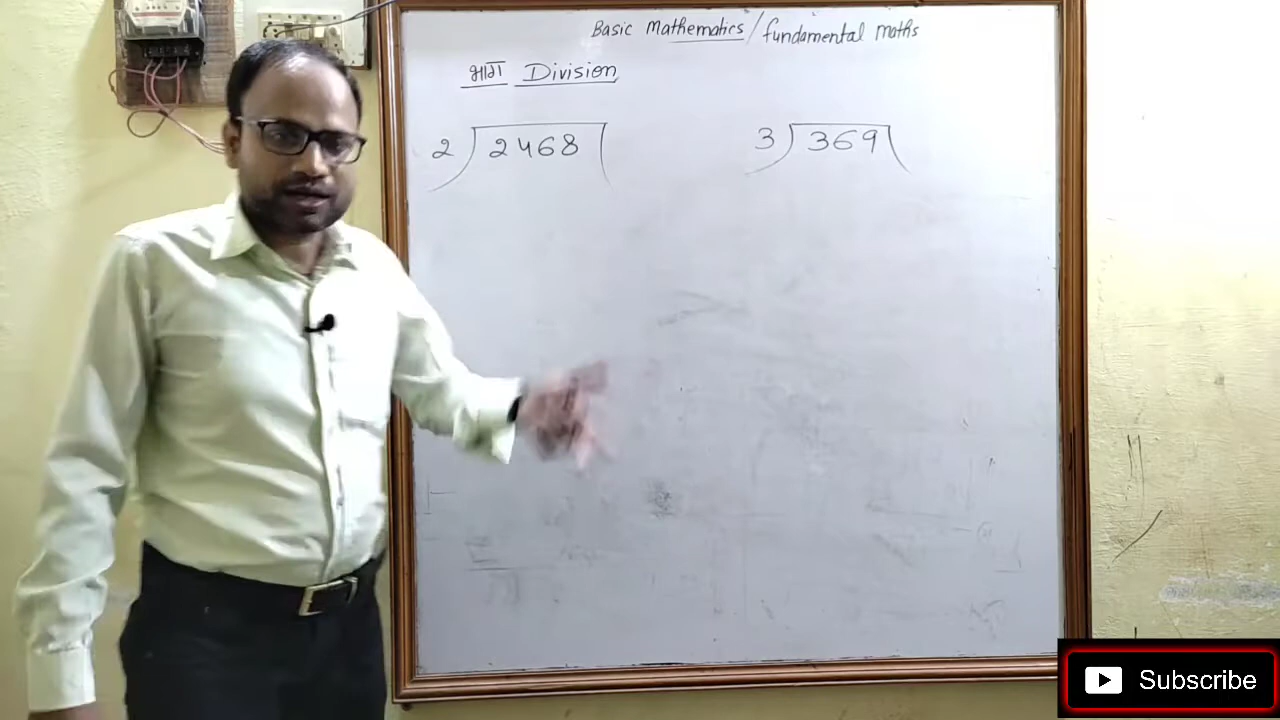 Basic Mathematics / fundamental maths
भाग Division
2 ) 2468 (
3 ) 369 (
Subscribe